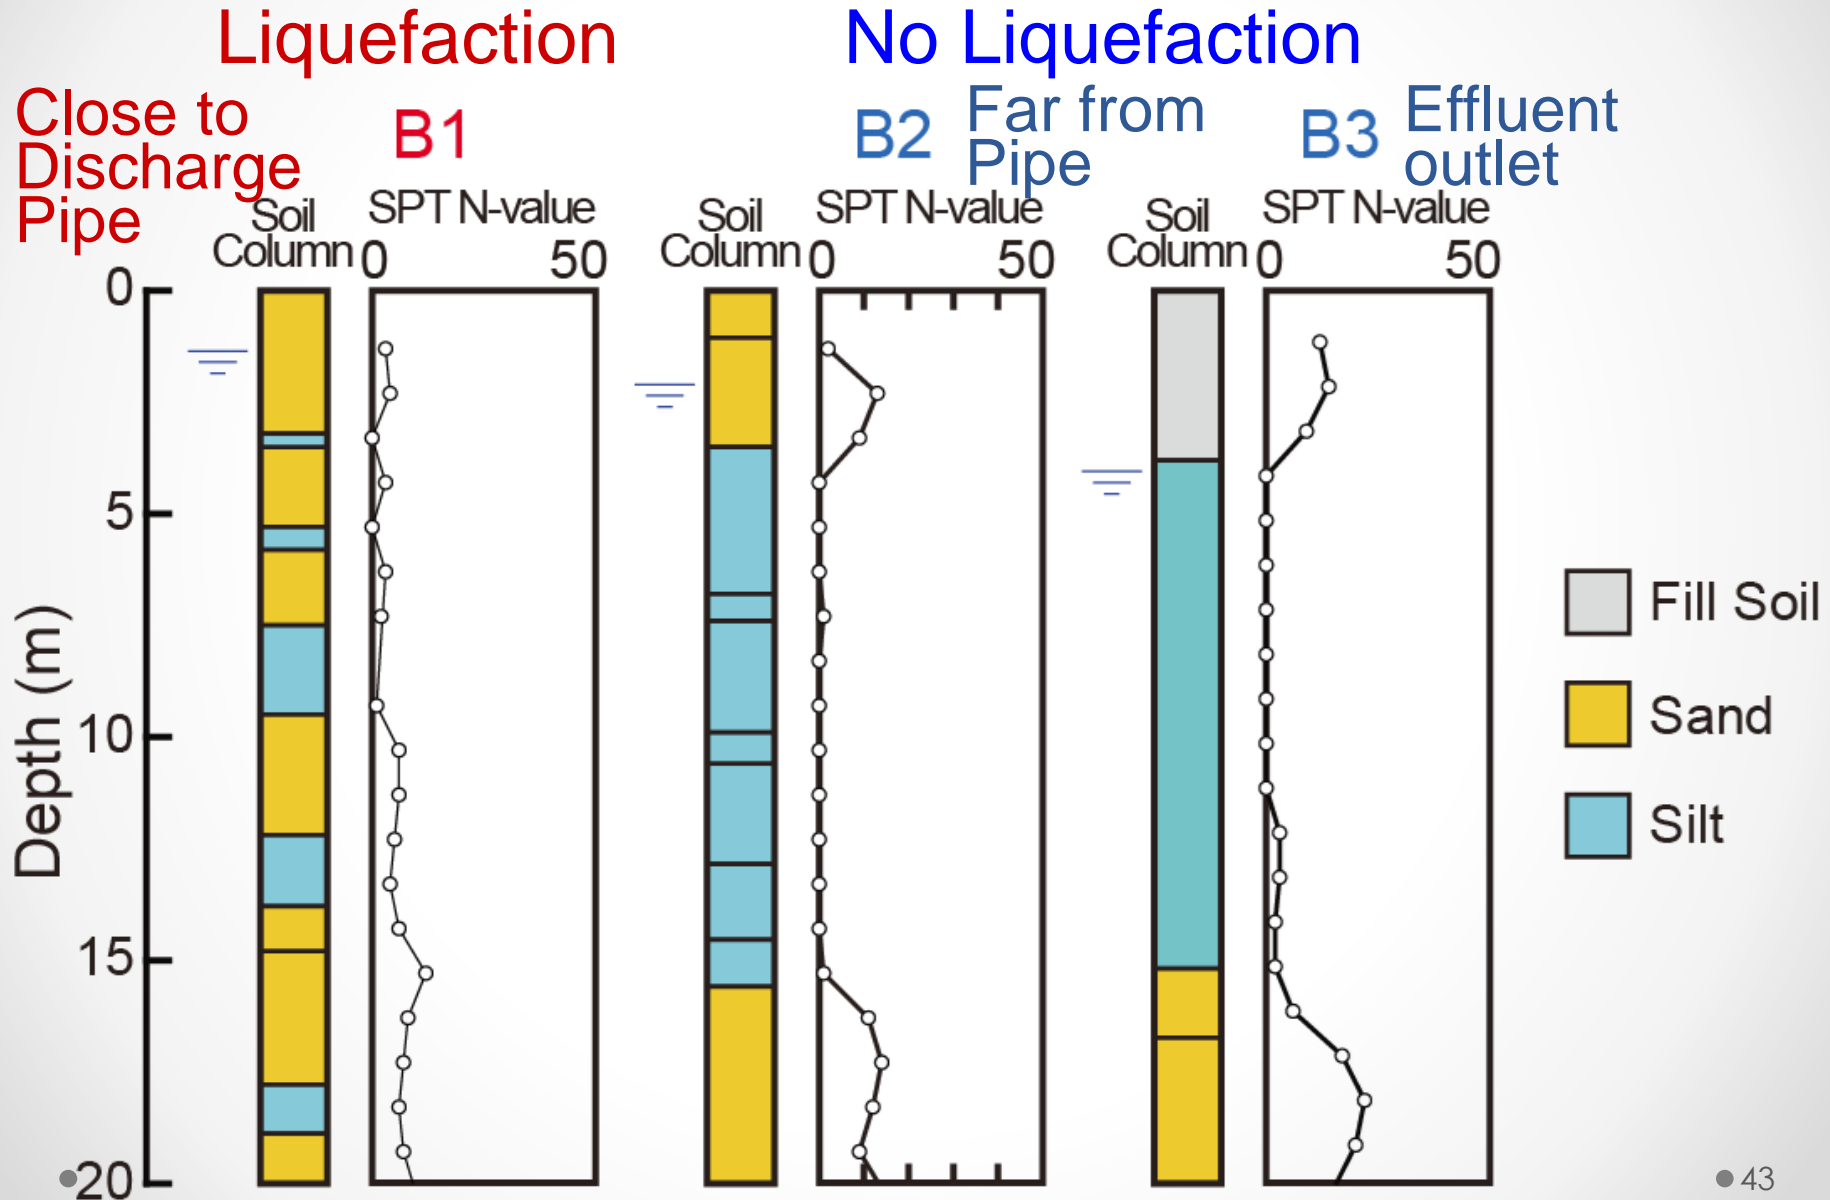 Liquefaction
No Liquefaction
Close to
Discharge
Pipe
B1
B2
Far from
Pipe
B3
Effluent
outlet
Soil
Column
SPT N-value
0
50
Soil
Column
SPT N-value
0
50
Soil
Column
SPT N-value
0
50
Depth (m)
0
5
10
15
20
Fill Soil
Sand
Silt
43